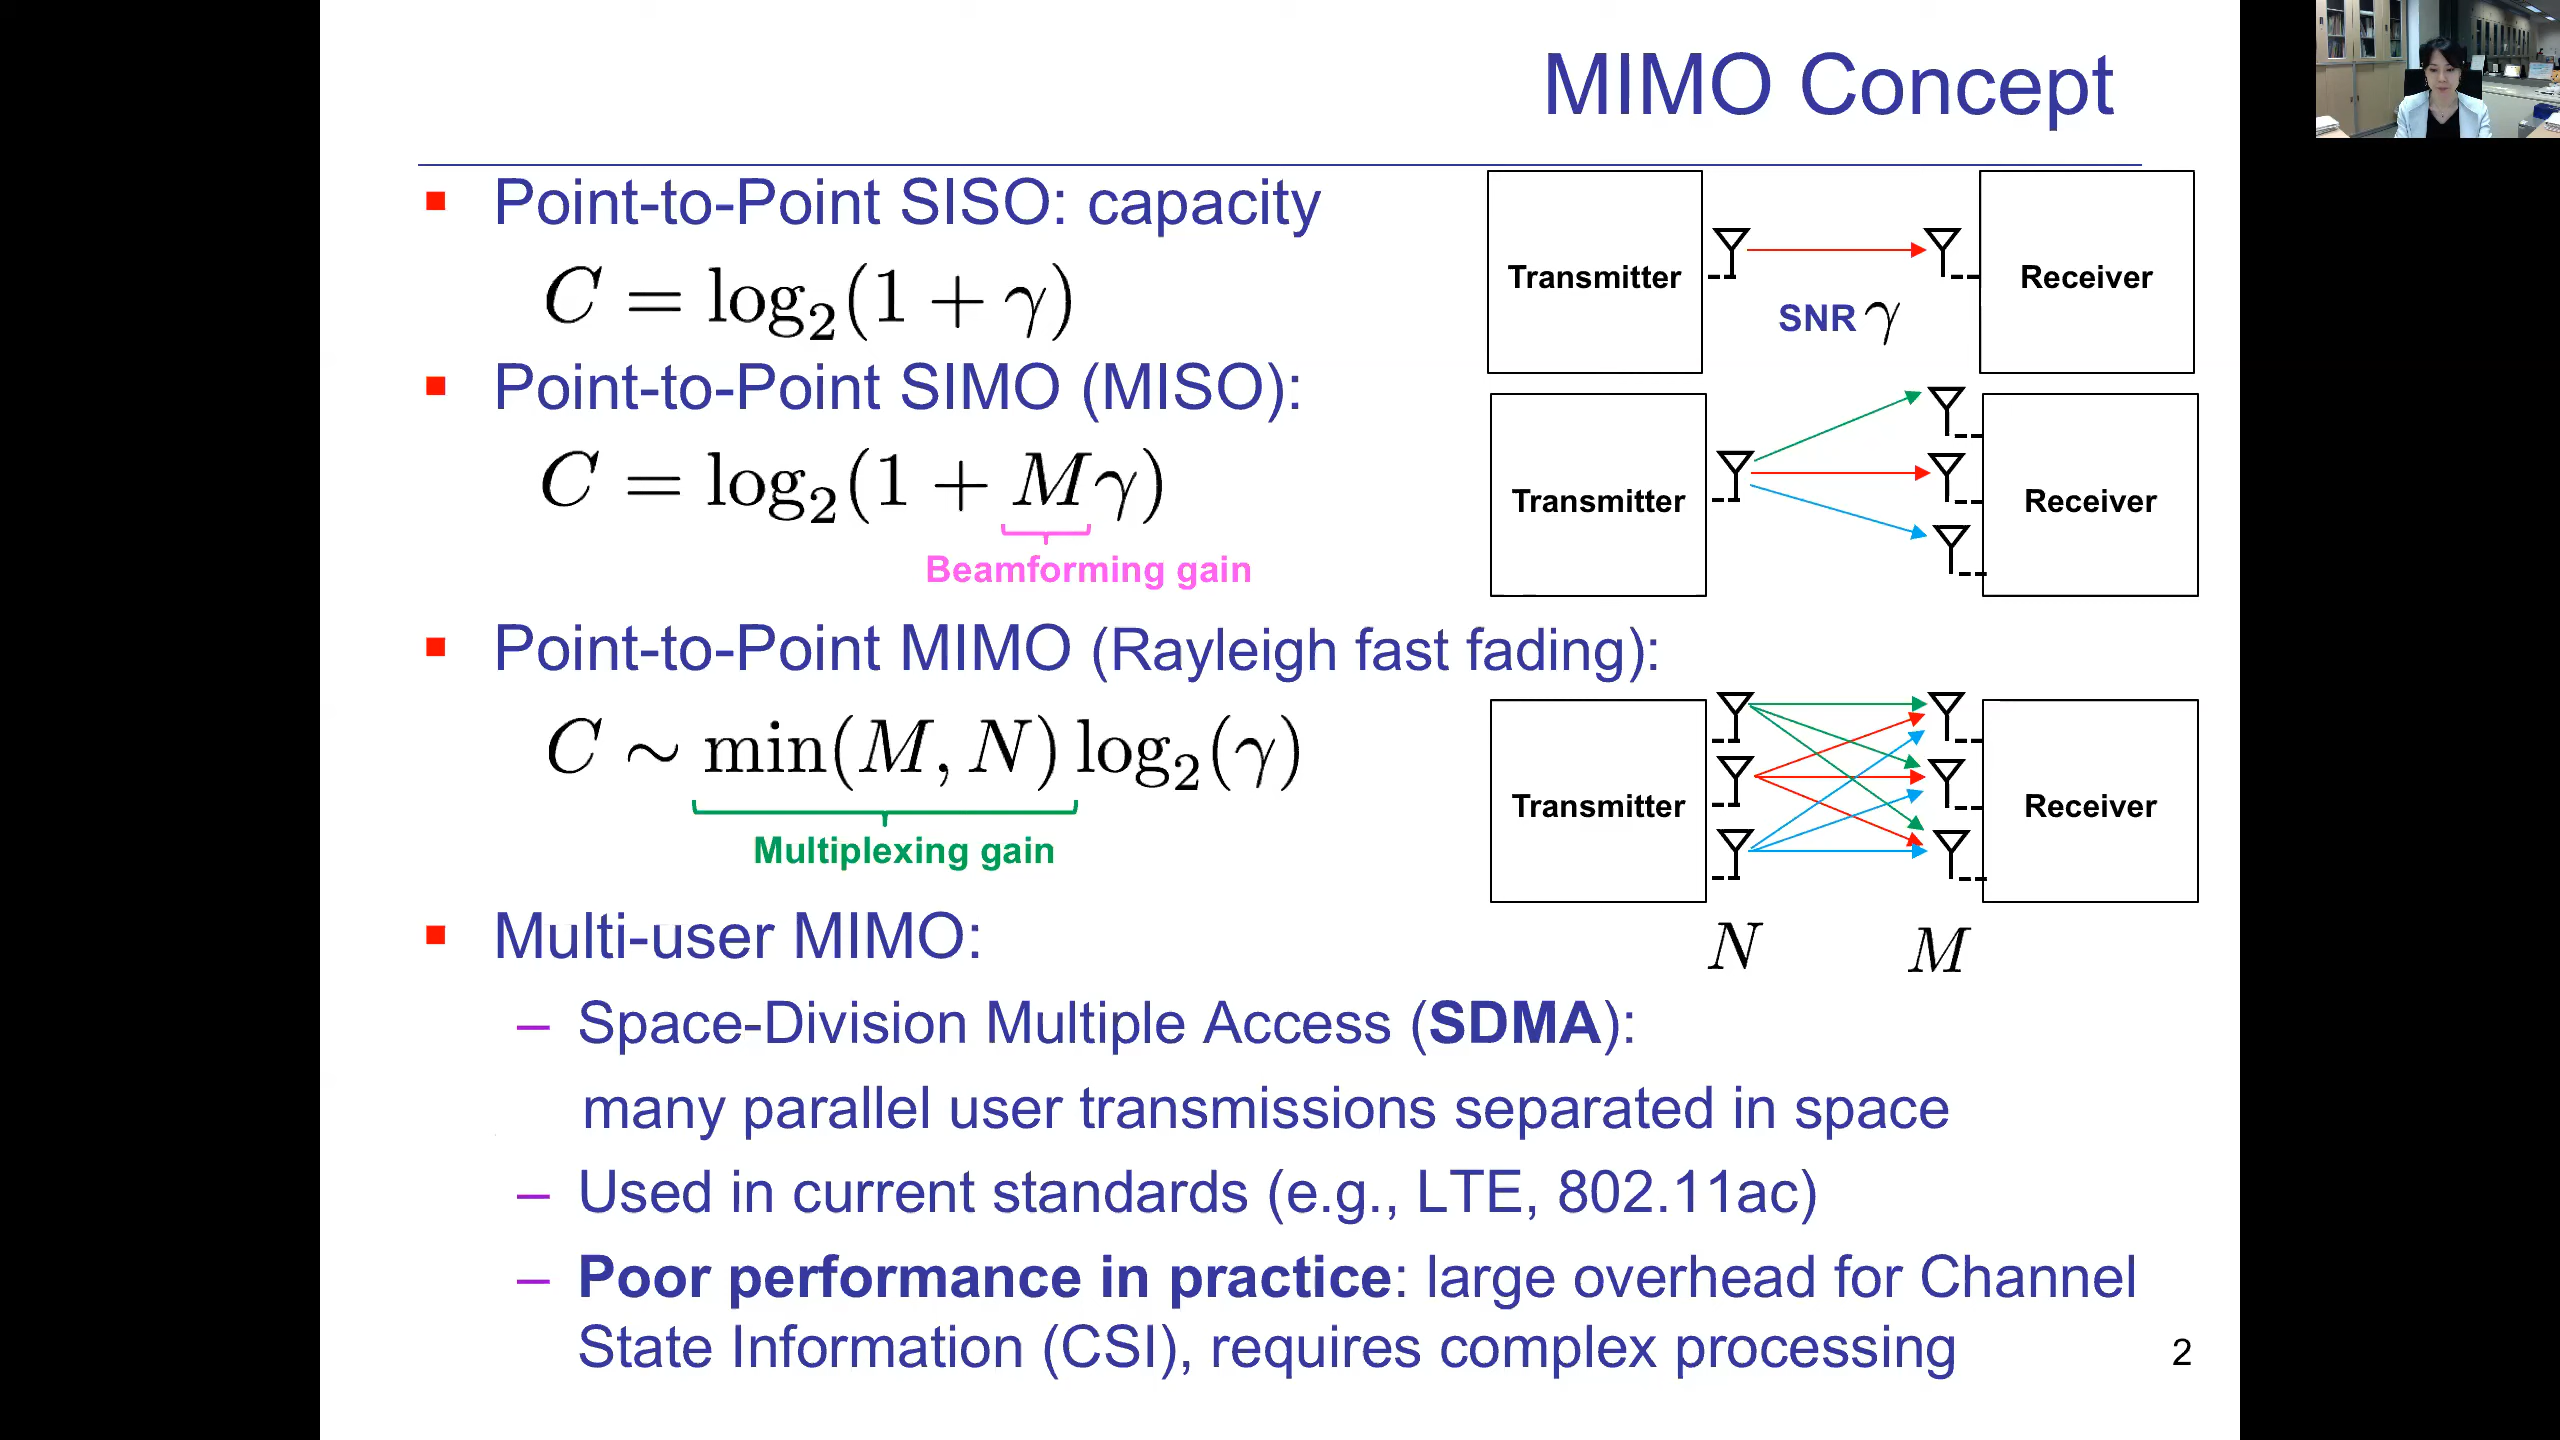 MIMO Concept
Point-to-Point SISO: capacity
C = log₂(1 + γ)
Transmitter
Receiver
SNR γ
Point-to-Point SIMO (MISO):
C = log₂(1 + Mγ)
Beamforming gain
Transmitter
Receiver
Point-to-Point MIMO (Rayleigh fast fading):
C ∼ min(M, N) log₂(γ)
Multiplexing gain
Transmitter
Receiver
N M
Multi-user MIMO:
– Space-Division Multiple Access (SDMA):
many parallel user transmissions separated in space
– Used in current standards (e.g., LTE, 802.11ac)
– Poor performance in practice: large overhead for Channel
State Information (CSI), requires complex processing
2